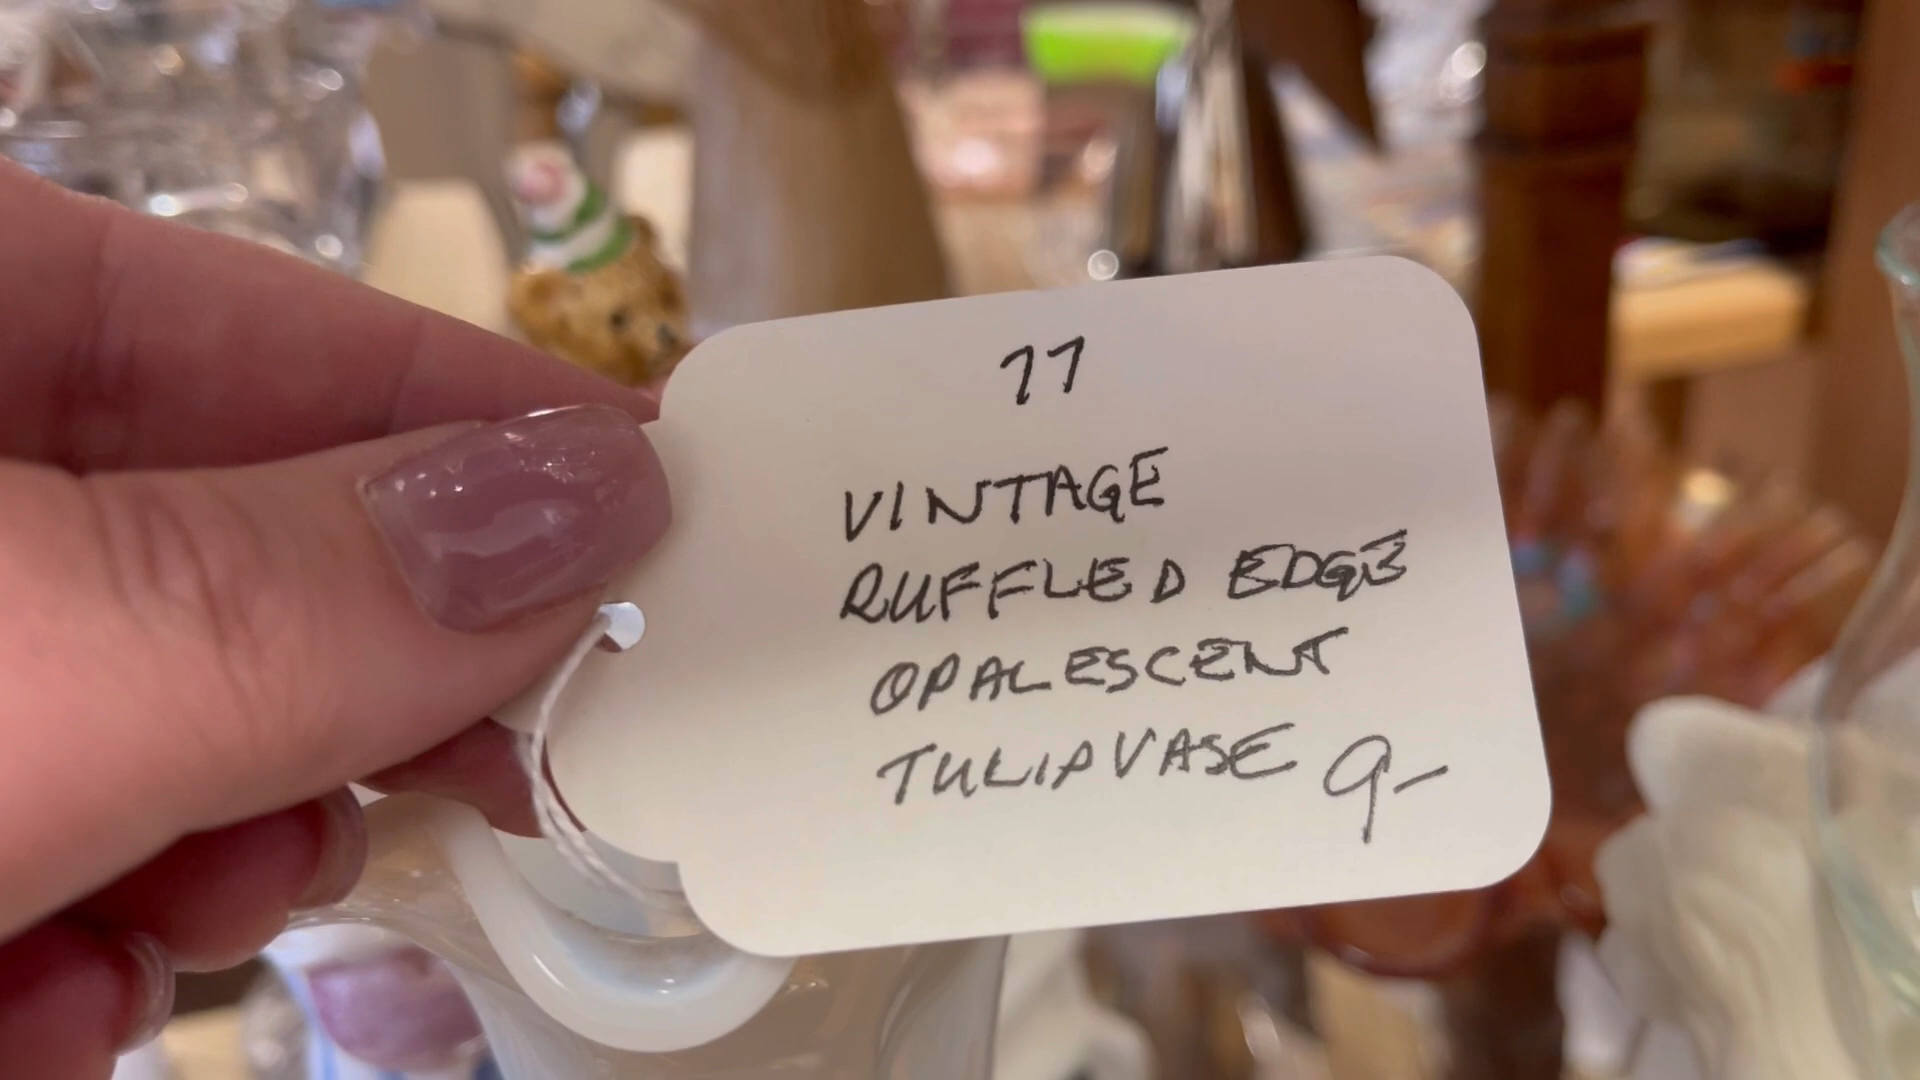 77
VINTAGE
RUFFLED EDGE
OPALESCENT
TULIP VASE 9-